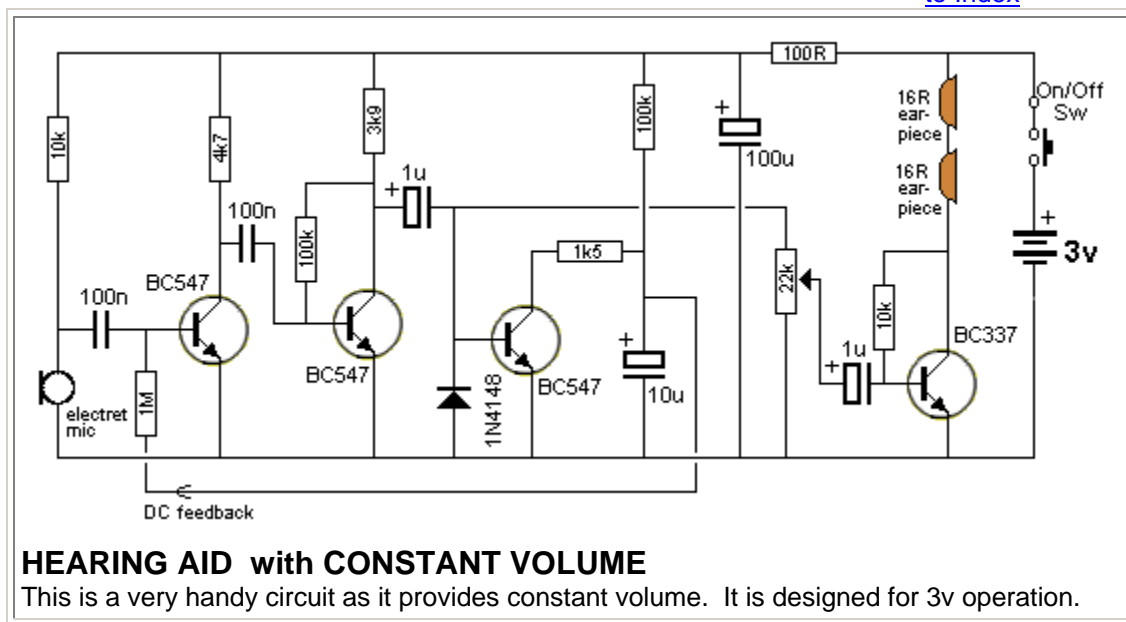 to Index
100R
10k
4k7
3k9
100k
+
100u
16R
ear-
piece
16R
ear-
piece
On/Off
Sw
+
3v
100n
100k
+
1u
1k5
22k
10k
BC547
100n
BC547
BC547
+
10u
+
1u
BC337
electret
mic
1M
1N4148
DC feedback
HEARING AID with CONSTANT VOLUME
This is a very handy circuit as it provides constant volume. It is designed for 3v operation.